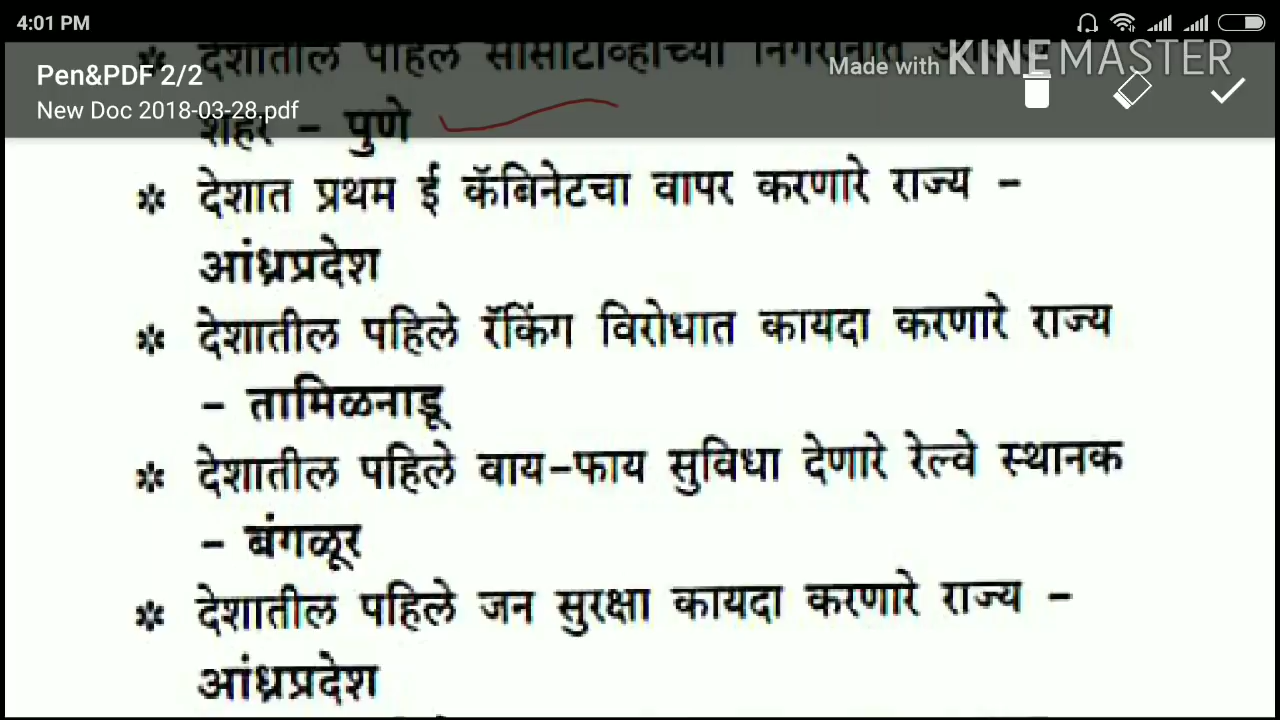 4:01 PM
देशातील पहिले सीसीटीव्हीच्या
Made with KINEMASTER
Pen&PDF 2/2
New Doc 2018-03-28.pdf
शहर – पुणे
* देशात प्रथम ई कॅबिनेटचा वापर करणारे राज्य –
आंध्रप्रदेश
* देशातील पहिले रॅकिंग विरोधात कायदा करणारे राज्य
– तामिळनाडू
* देशातील पहिले वाय-फाय सुविधा देणारे रेल्वे स्थानक
– बंगळूर
* देशातील पहिले जन सुरक्षा कायदा करणारे राज्य –
आंध्रप्रदेश